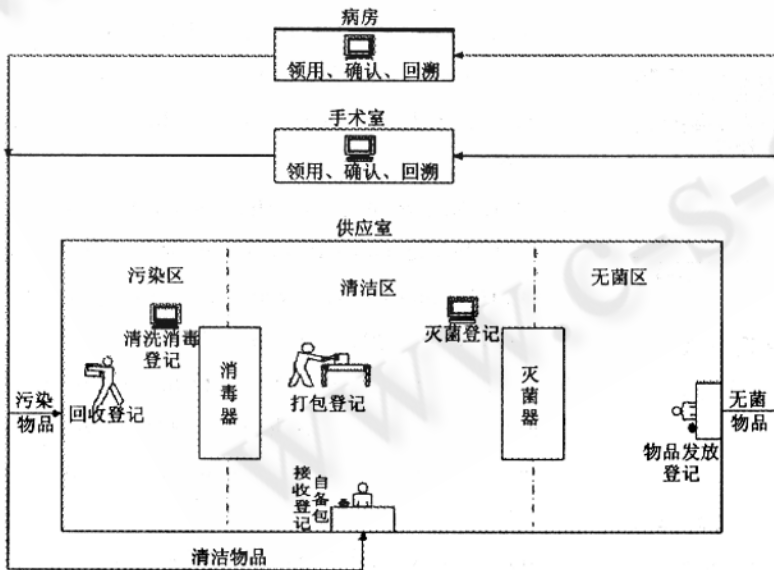 病房
领用、确认、回溯
手术室
领用、确认、回溯
供应室
污染区
清洁区
无菌区
清洗消毒
登记
灭菌登记
消毒器
灭菌器
污染
物品
回收登记
打包登记
无菌
物品
物品发放
登记
接收登记
自备包
清洁物品
www.c-s-